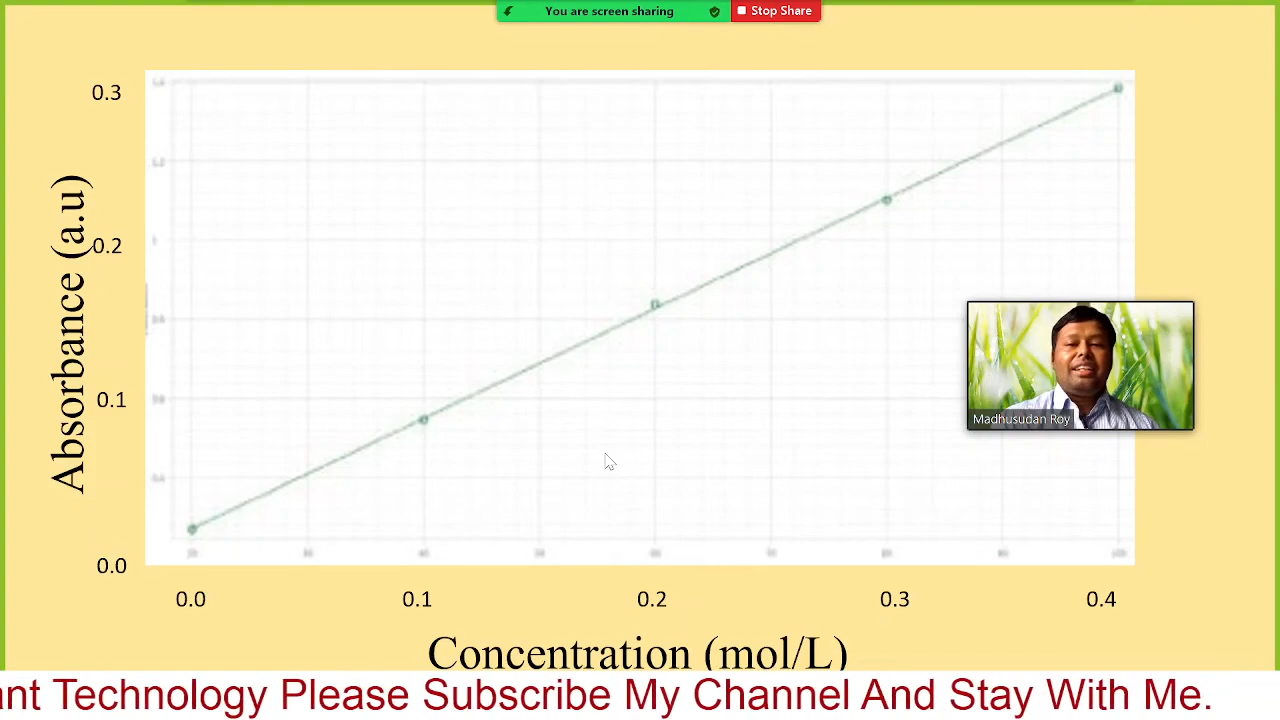 You are screen sharing
Stop Share
0.3
0.2
0.1
0.0
Absorbance (a.u)
0.0 0.1 0.2 0.3 0.4
Concentration (mol/L)
Madhusudan Roy
ant Technology Please Subscribe My Channel And Stay With Me.